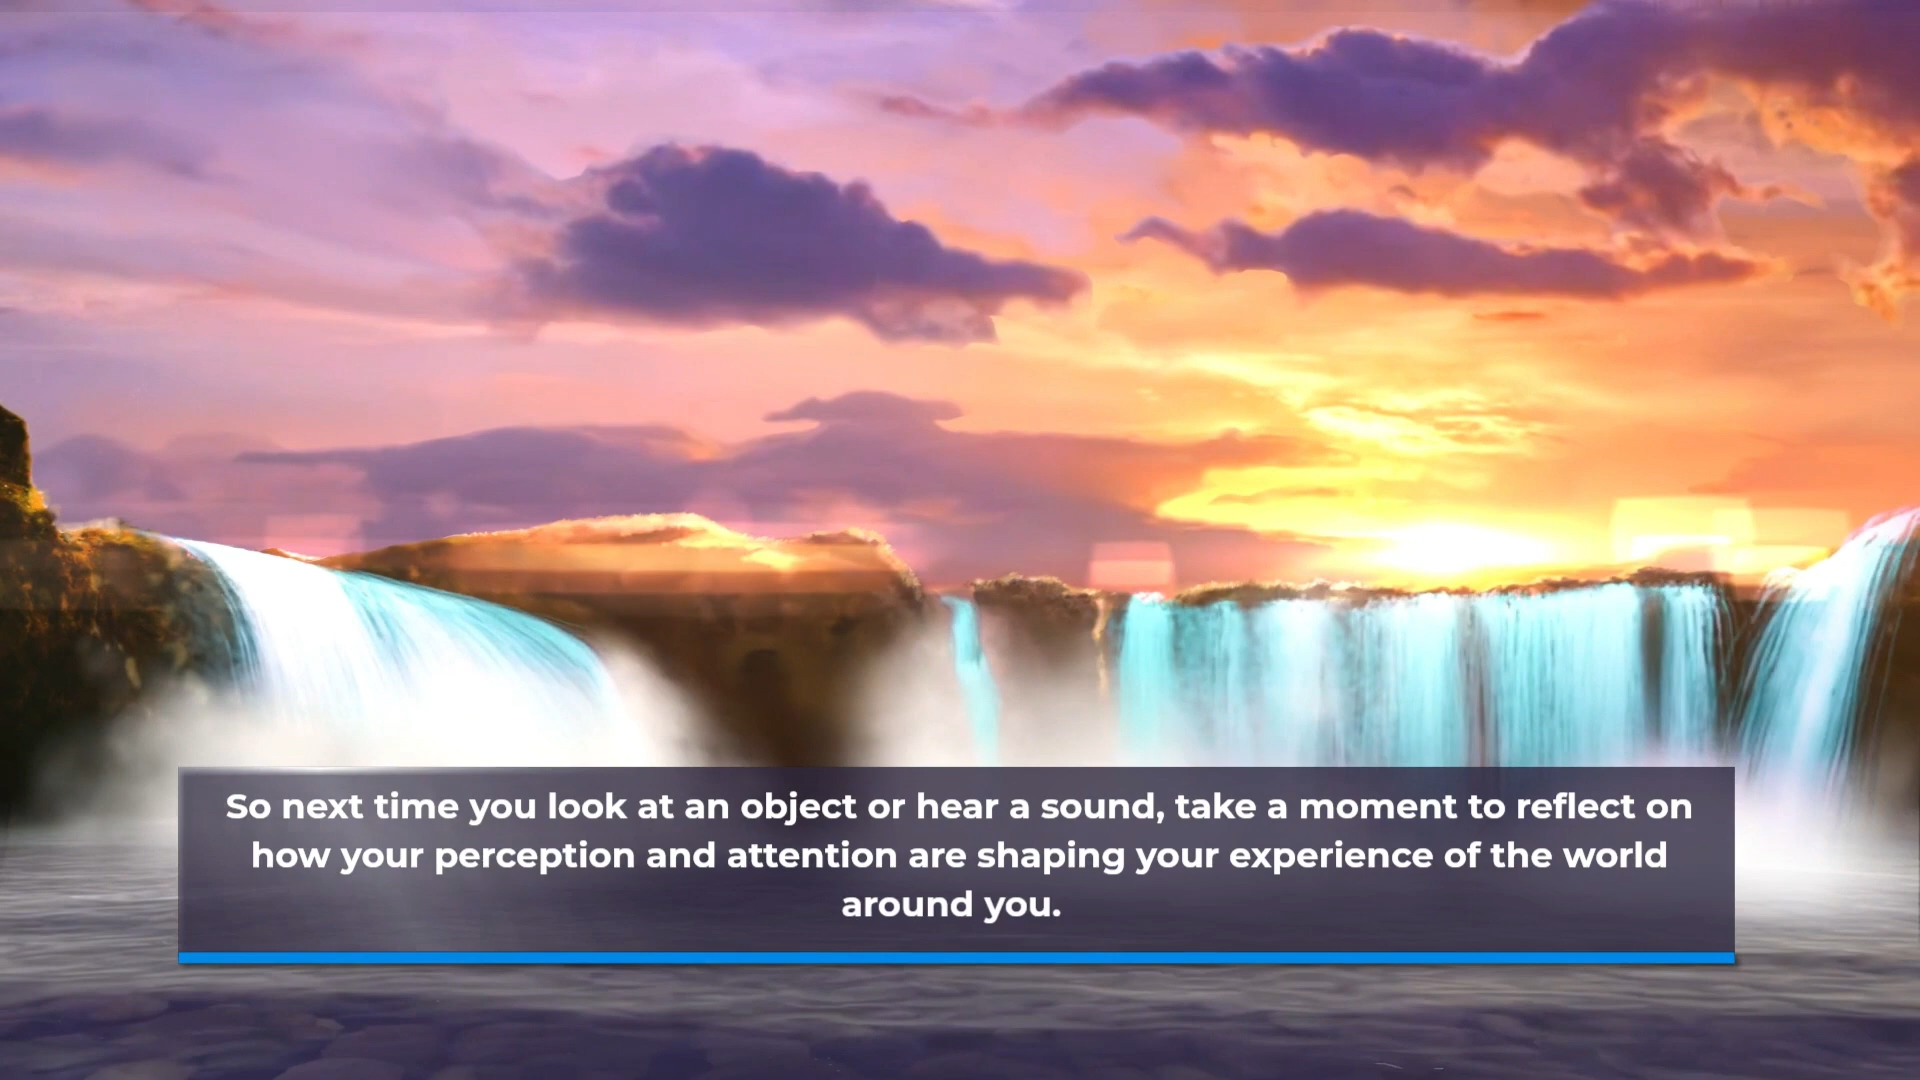 So next time you look at an object or hear a sound, take a moment to reflect on
how your perception and attention are shaping your experience of the world
around you.